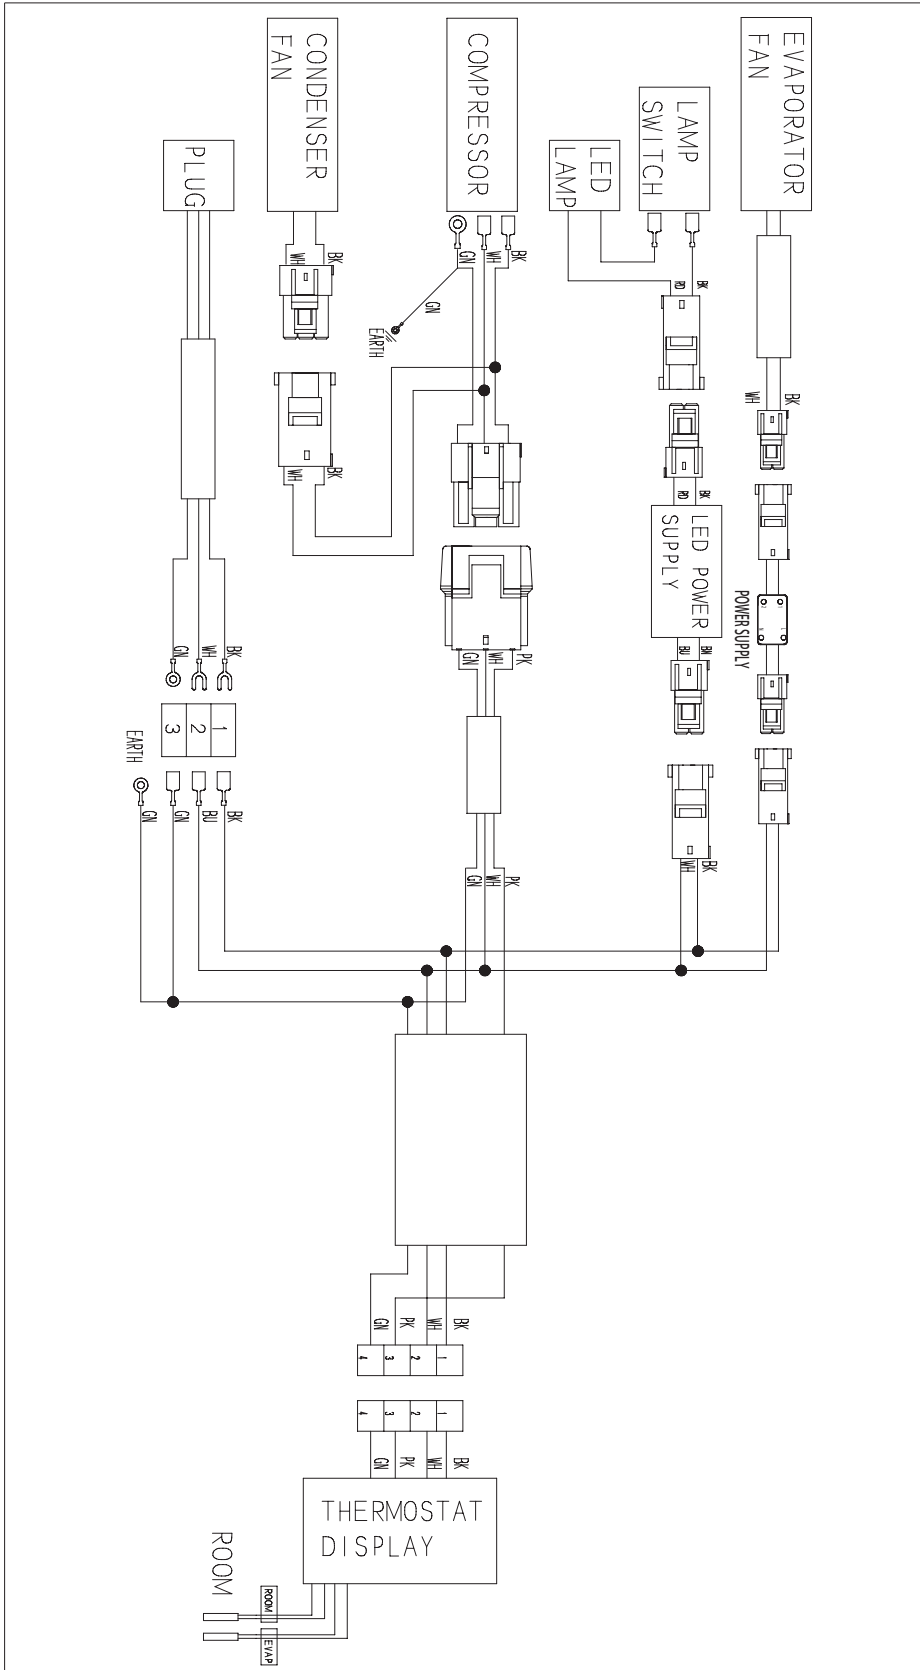 PLUG
CONDENSER
FAN
COMPRESSOR
LED
LAMP
LAMP
SWITCH
EVAPORATOR
FAN
WH
BK
GN
WH
BK
GN
EARTH
RD
BK
WH
BK
WH
BK
RD
BK
LED POWER
SUPPLY
POWER SUPPLY
GN
WH
BK
GN
WH
PK
BU
BN
3
2
1
EARTH
GN
GN
BU
BK
GN
WH
PK
WH
BK
GN
PK
WH
BK
4
3
2
1
4
3
2
1
GN
PK
WH
BK
THERMOSTAT
DISPLAY
ROOM
ROOM
EVAP